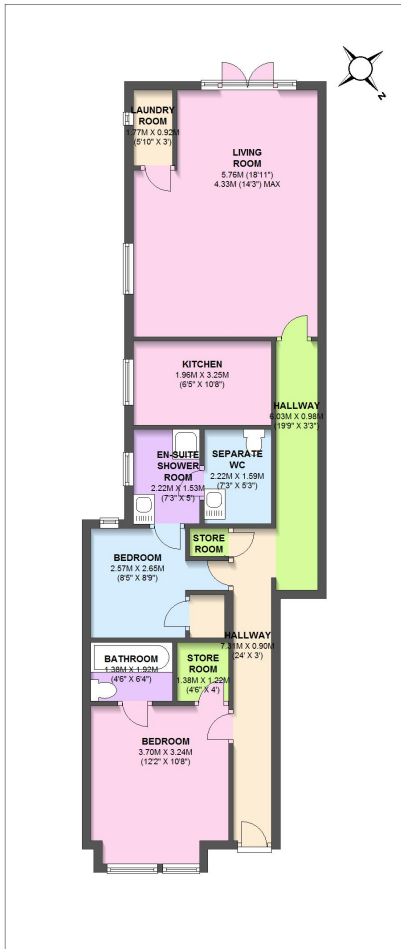 N
LAUNDRY
ROOM
1.77M X 0.92M
(5'10" X 3')
LIVING
ROOM
5.76M (18'11")
4.33M (14'3") MAX
KITCHEN
1.96M X 3.25M
(6'5" X 10'8")
HALLWAY
6.03M X 0.98M
(19'9" X 3'3")
EN-SUITE
SHOWER
ROOM
2.22M X 1.53M
(7'3" X 5')
SEPARATE
WC
2.22M X 1.59M
(7'3" X 5'3")
STORE
ROOM
BEDROOM
2.57M X 2.65M
(8'5" X 8'9")
HALLWAY
7.31M X 0.90M
(24' X 3')
BATHROOM
1.38M X 1.92M
(4'6" X 6'4")
STORE
ROOM
1.38M X 1.22M
(4'6" X 4')
BEDROOM
3.70M X 3.24M
(12'2" X 10'8")